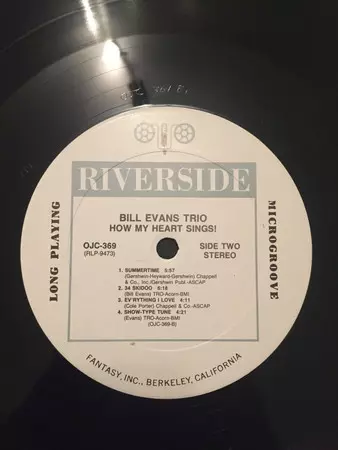 RIVERSIDE
LONG PLAYING
MICROGROOVE
BILL EVANS TRIO
HOW MY HEART SINGS!
OJC-369
(RLP-9473)
SIDE TWO
STEREO
1. SUMMERTIME 5:57
(Gershwin-Heyward-Gershwin) Chappell
& Co., Inc./Gershwin Publ.-ASCAP
2. 34 SKIDOO 6:18
(Bill Evans) TRO-Acorn-BMI
3. EV'RYTHING I LOVE 4:11
(Cole Porter) Chappell & Co.-ASCAP
4. SHOW-TYPE TUNE 4:21
(Evans) TRO-Acorn-BMI
(OJC-369-B)
FANTASY, INC., BERKELEY, CALIFORNIA